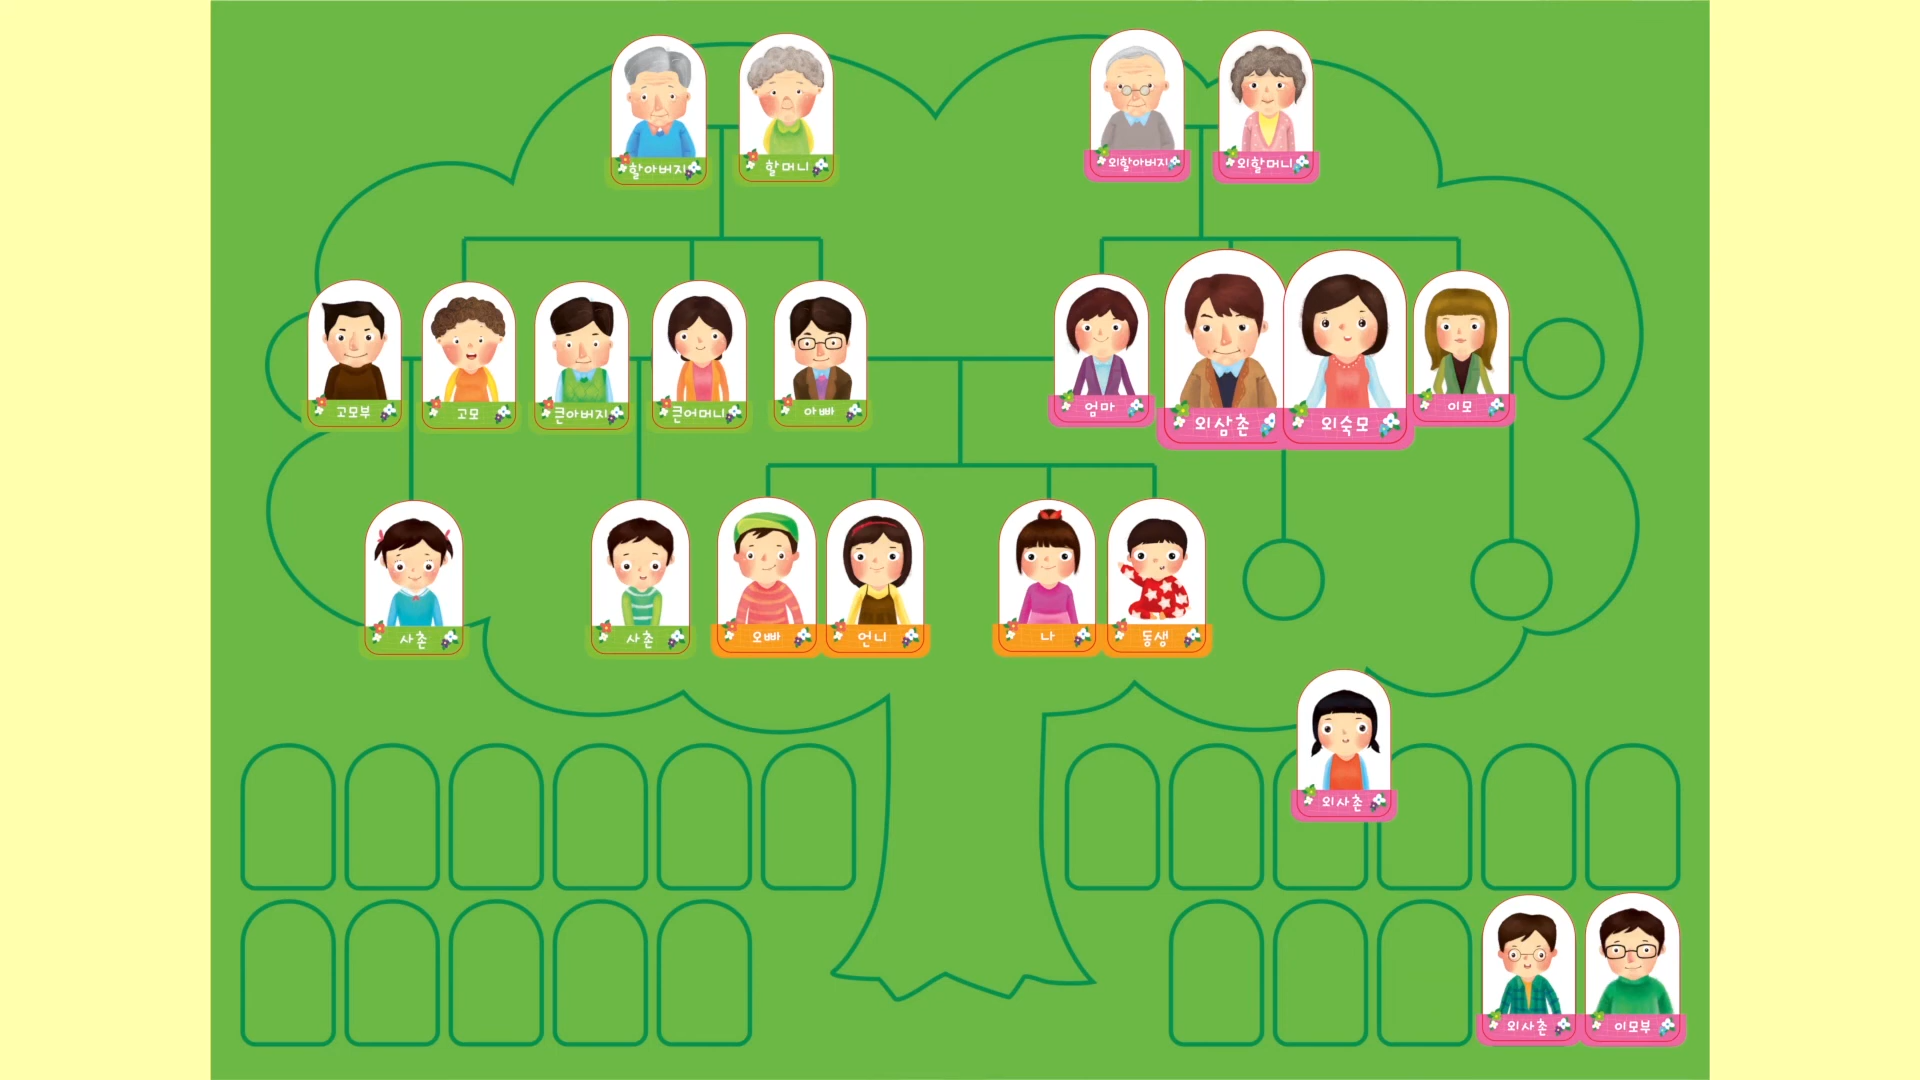 할아버지
할머니
외할아버지
외할머니
고모부
고모
큰아버지
큰어머니
아빠
엄마
외삼촌
외숙모
이모
사촌
사촌
오빠
언니
나
동생
외사촌
외사촌
이모부